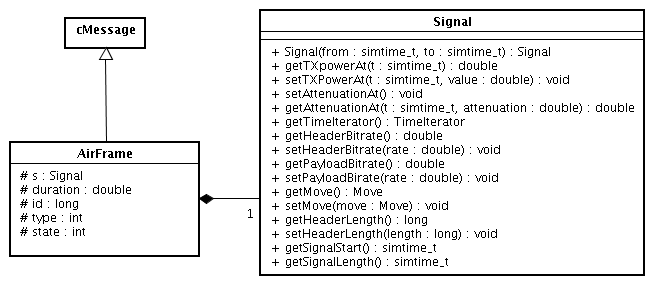 cMessage
Signal
+ Signal(from : simtime_t, to : simtime_t) : Signal
+ getTXpowerAt(t : simtime_t) : double
+ setTXPowerAt(t : simtime_t, value : double) : void
+ setAttenuationAt() : void
+ getAttenuationAt(t : simtime_t, attenuation : double) : double
+ getTimeIterator() : TimeIterator
+ getHeaderBitrate() : double
+ setHeaderBitrate(rate : double) : void
+ getPayloadBitrate() : double
+ setPayloadBirate(rate : double) : void
+ getMove() : Move
+ setMove(move : Move) : void
+ getHeaderLength() : long
+ setHeaderLength(length : long) : void
+ getSignalStart() : simtime_t
+ getSignalLength() : simtime_t
AirFrame
# s : Signal
# duration : double
# id : long
# type : int
# state : int
1